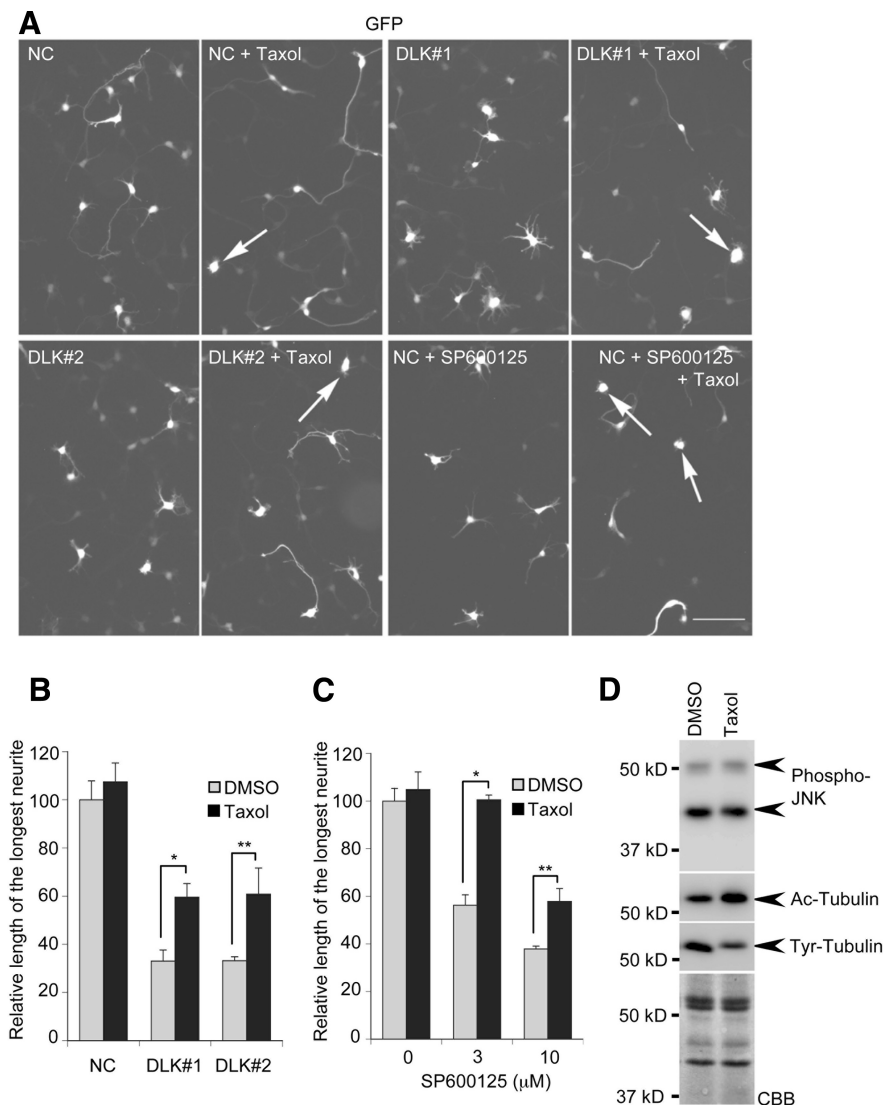 A
GFP
NC
NC + Taxol
DLK#1
DLK#1 + Taxol
DLK#2
DLK#2 + Taxol
NC + SP600125
NC + SP600125
+ Taxol
B
Relative length of the longest neurite
120
100
80
60
40
20
0
DMSO
Taxol
*
**
NC
DLK#1
DLK#2
C
Relative length of the longest neurite
120
100
80
60
40
20
0
DMSO
Taxol
*
**
0
3
10
SP600125 (μM)
D
DMSO
Taxol
50 kD
Phospho-
JNK
37 kD
Ac-Tubulin
50 kD
Tyr-Tubulin
50 kD
50 kD
37 kD
CBB